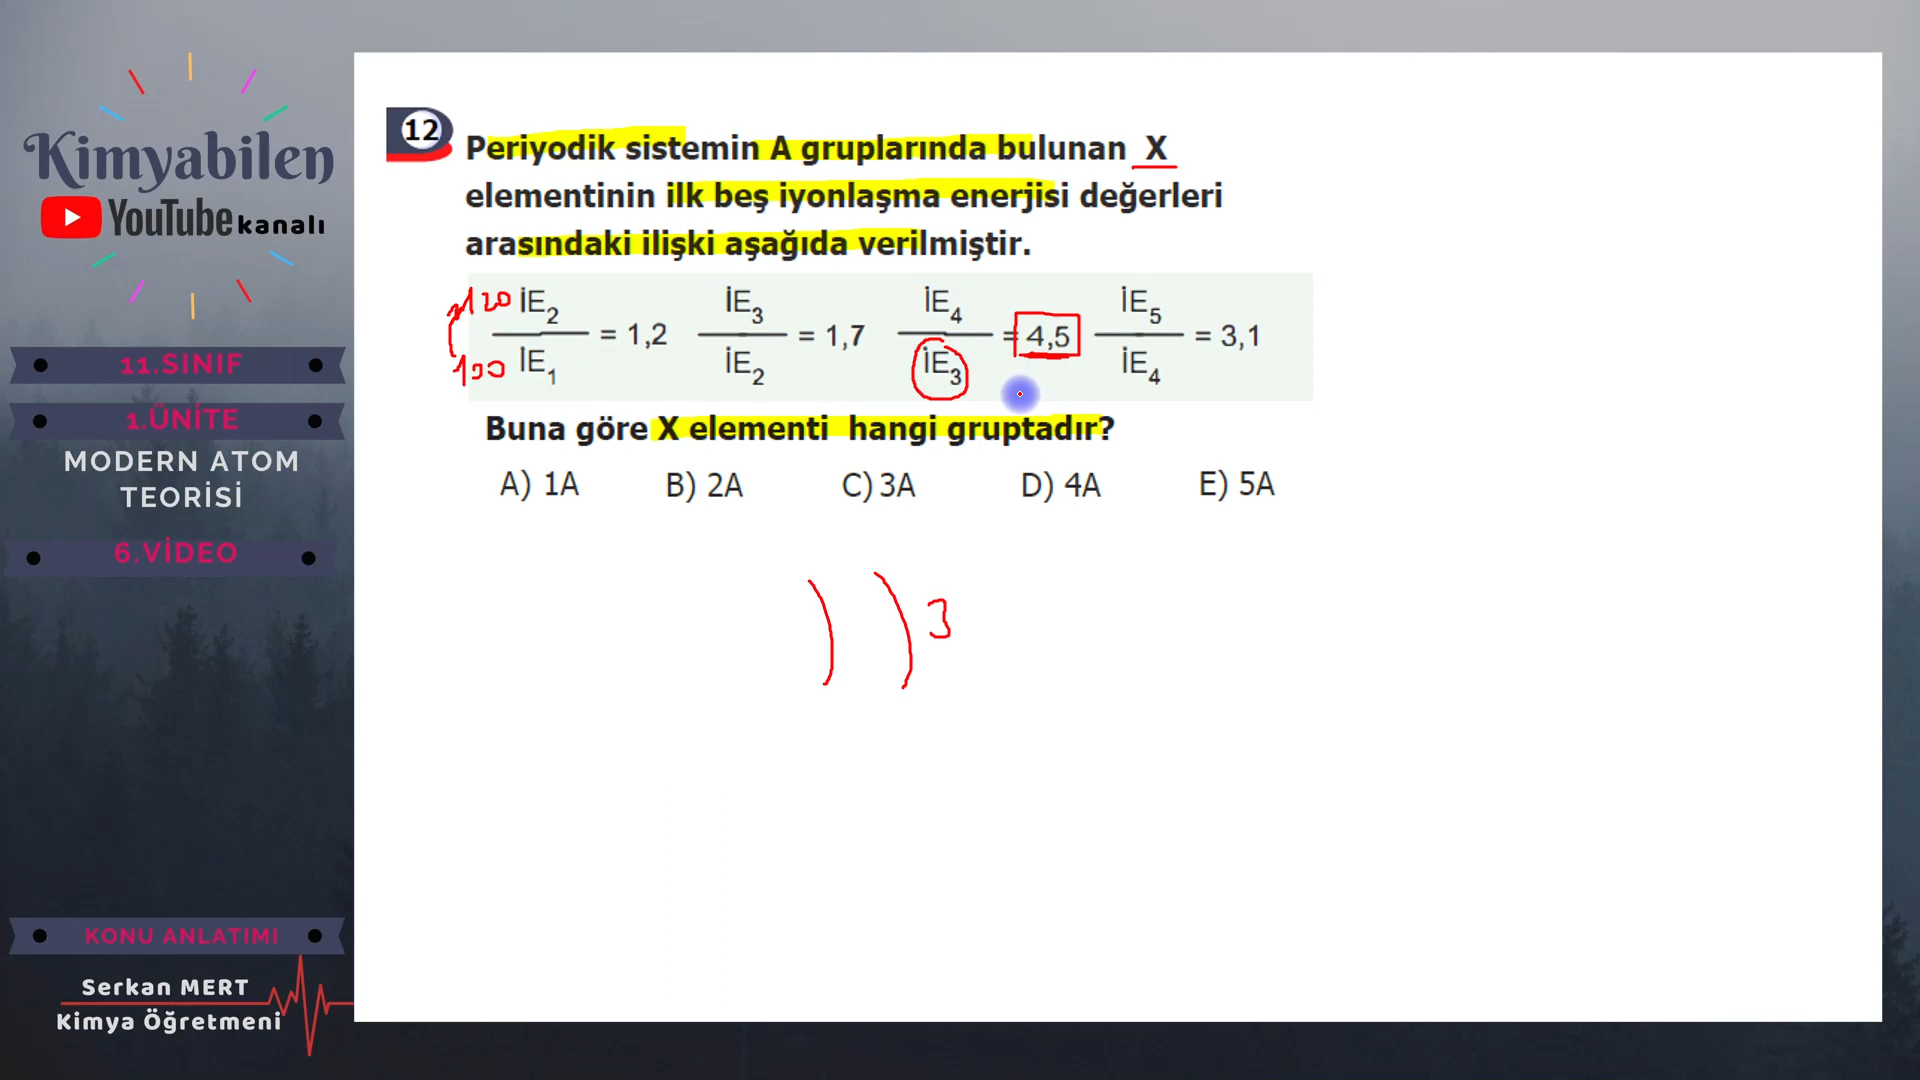 Kimyabilen
YouTube kanalı
11.SINIF
1.ÜNİTE
MODERN ATOM
TEORİSİ
6.VİDEO
KONU ANLATIMI
Serkan MERT
Kimya Öğretmeni
12 Periyodik sistemin A gruplarında bulunan X
elementinin ilk beş iyonlaşma enerjisi değerleri
arasındaki ilişki aşağıda verilmiştir.
120 İE2 / 100 İE1 = 1,2 İE3 / İE2 = 1,7 İE4 / İE3 = 4,5 İE5 / İE4 = 3,1
Buna göre X elementi hangi gruptadır?
A) 1A B) 2A C) 3A D) 4A E) 5A
) ) 3